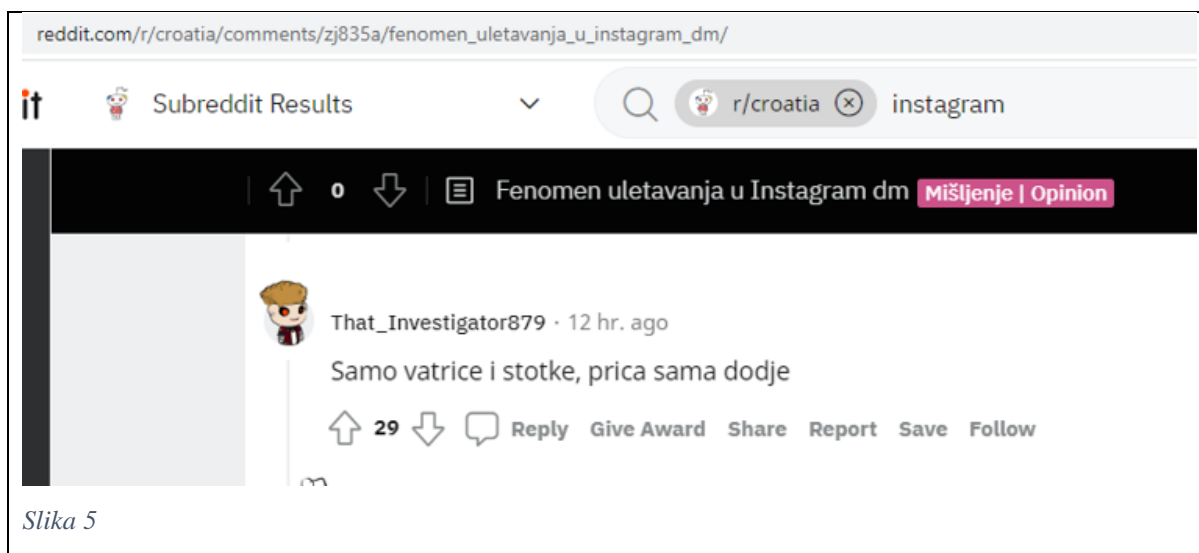 reddit.com/r/croatia/comments/zj835a/fenomen_uletavanja_u_instagram_dm/
it Subreddit Results r/croatia instagram
0 Fenomen uletavanja u Instagram dm Mišljenje | Opinion
That_Investigator879 · 12 hr. ago
Samo vatrice i stotke, prica sama dodje
29 Reply Give Award Share Report Save Follow
Slika 5